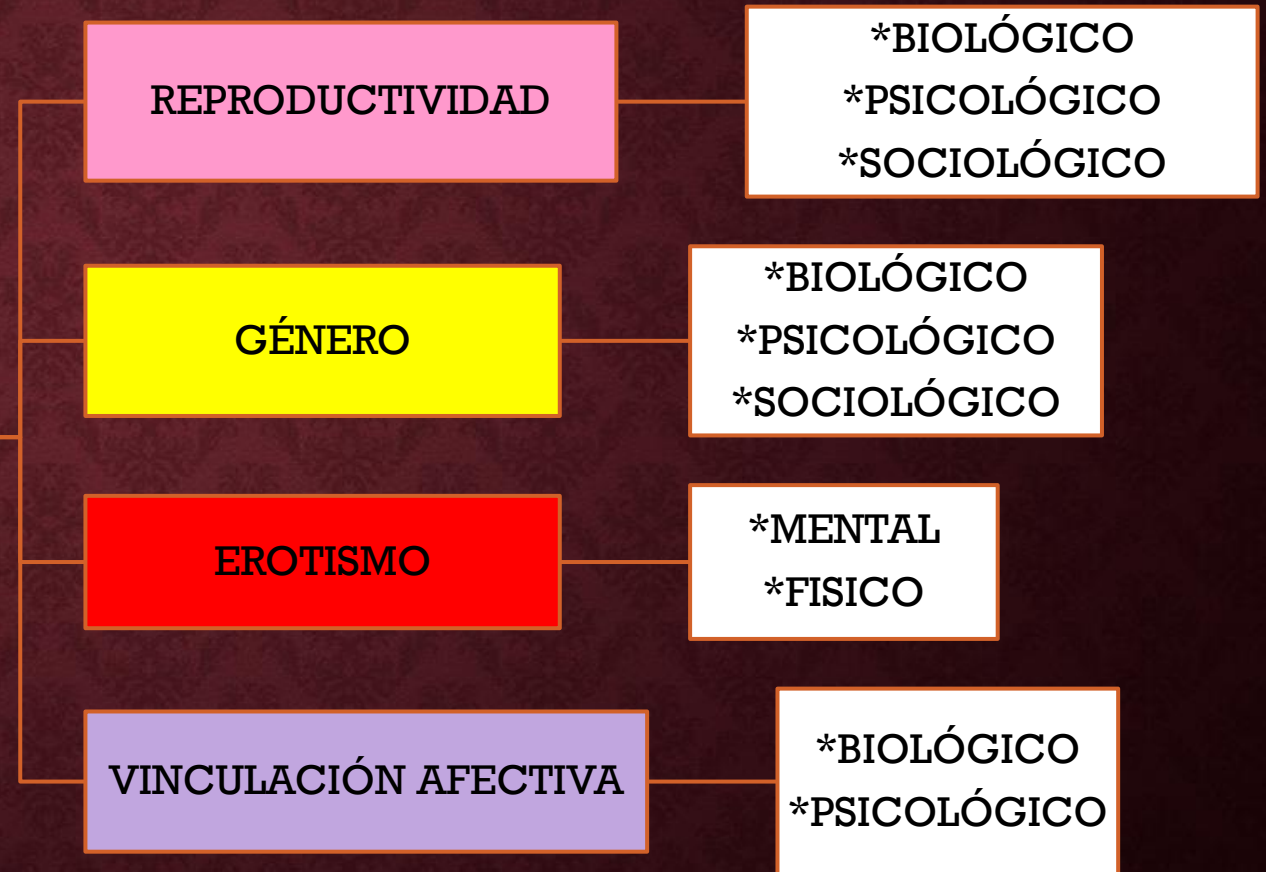 REPRODUCTIVIDAD
*BIOLÓGICO
*PSICOLÓGICO
*SOCIOLÓGICO
GÉNERO
*BIOLÓGICO
*PSICOLÓGICO
*SOCIOLÓGICO
EROTISMO
*MENTAL
*FISICO
VINCULACIÓN AFECTIVA
*BIOLÓGICO
*PSICOLÓGICO